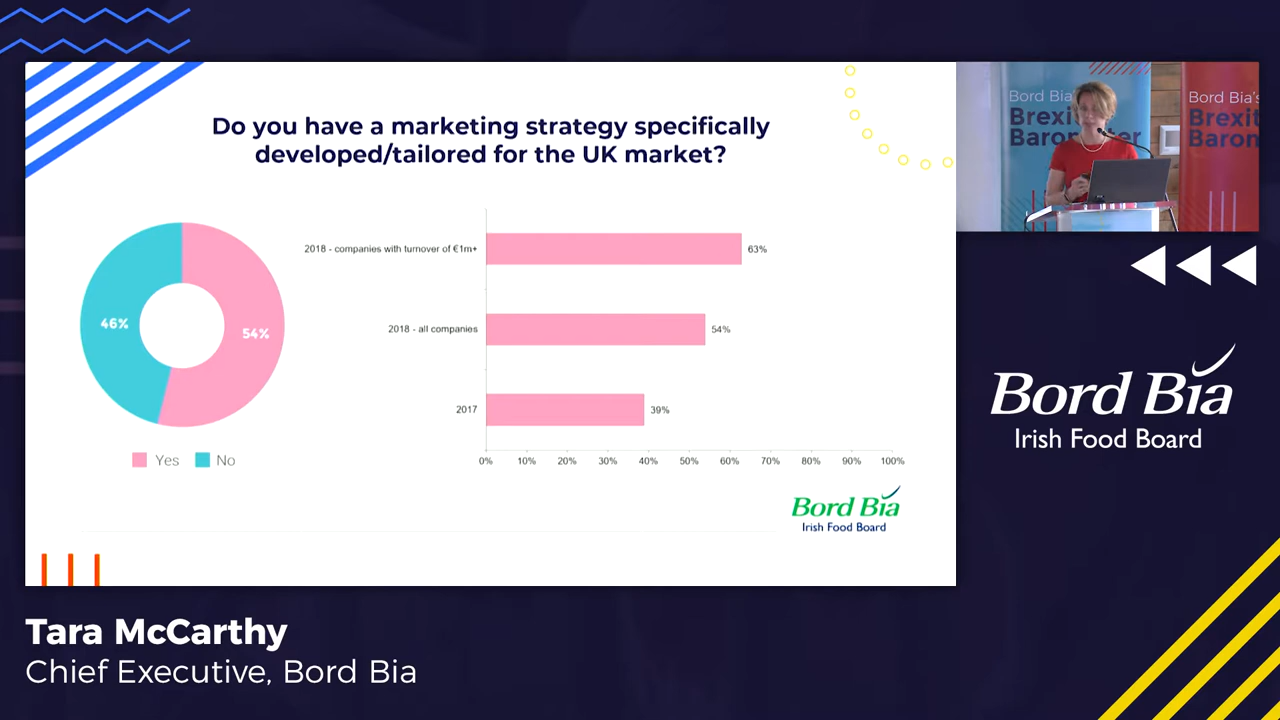 Do you have a marketing strategy specifically
developed/tailored for the UK market?
46%
54%
Yes
No
2018 - companies with turnover of €1m+
63%
2018 - all companies
54%
2017
39%
0% 10% 20% 30% 40% 50% 60% 70% 80% 90% 100%
Bord Bia
Irish Food Board
Bord Bia's
Brexit
Barometer
Bord Bia's
Brexit
Barom
Bord Bia
Irish Food Board
Tara McCarthy
Chief Executive, Bord Bia